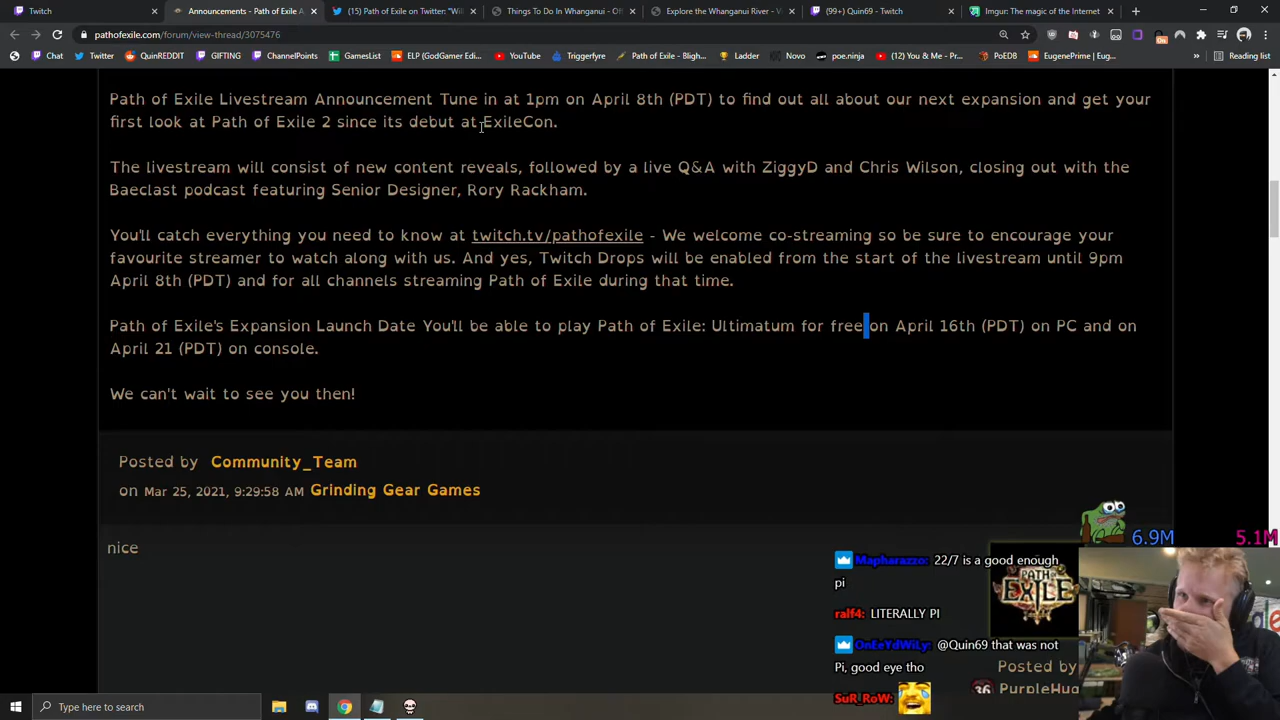 Twitch
Announcements - Path of Exile A
(15) Path of Exile on Twitter: "Wil
Things To Do In Whanganui - Of
Explore the Whanganui River - V
(99+) Quin69 - Twitch
Imgur: The magic of the Internet
pathofexile.com/forum/view-thread/3075476
Chat
Twitter
QuinREDDIT
GIFTING
ChannelPoints
GamesList
ELP (GodGamer Edi...
YouTube
Triggerfyre
Path of Exile - Bligh...
Ladder
Novo
poe.ninja
(12) You & Me - Pr...
PoEDB
EugenePrime | Eu...
Reading list
Path of Exile Livestream Announcement Tune in at 1pm on April 8th (PDT) to find out all about our next expansion and get your
first look at Path of Exile 2 since its debut at ExileCon.
The livestream will consist of new content reveals, followed by a live Q&A with ZiggyD and Chris Wilson, closing out with the
Baeclast podcast featuring Senior Designer, Rory Rackham.
You'll catch everything you need to know at twitch.tv/pathofexile - We welcome co-streaming so be sure to encourage your
favourite streamer to watch along with us. And yes, Twitch Drops will be enabled from the start of the livestream until 9pm
April 8th (PDT) and for all channels streaming Path of Exile during that time.
Path of Exile's Expansion Launch Date You'll be able to play Path of Exile: Ultimatum for free on April 16th (PDT) on PC and on
April 21 (PDT) on console.
We can't wait to see you then!
Posted by Community_Team
on Mar 25, 2021, 9:29:58 AM Grinding Gear Games
nice
6.9M
5.1M
Mapharazzo: 22/7 is a good enough
pi
PATH OF
EXILE
ralf4: LITERALLY PI
OnEeYdWiLy: @Quin69 that was not
Pi, good eye tho
Posted by
SuR_RoW:
36 PurpleHug
Type here to search